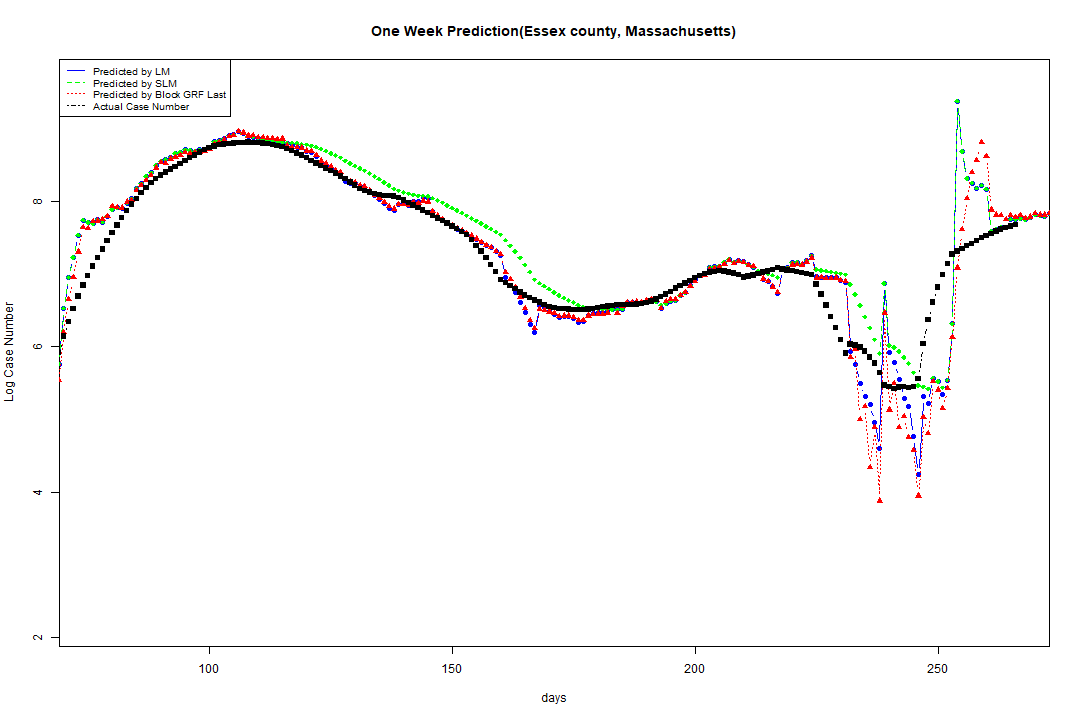 One Week Prediction(Essex county, Massachusetts)
Predicted by LM
Predicted by SLM
Predicted by Block GRF Last
Actual Case Number
8
6
4
2
Log Case Number
100 150 200 250
days